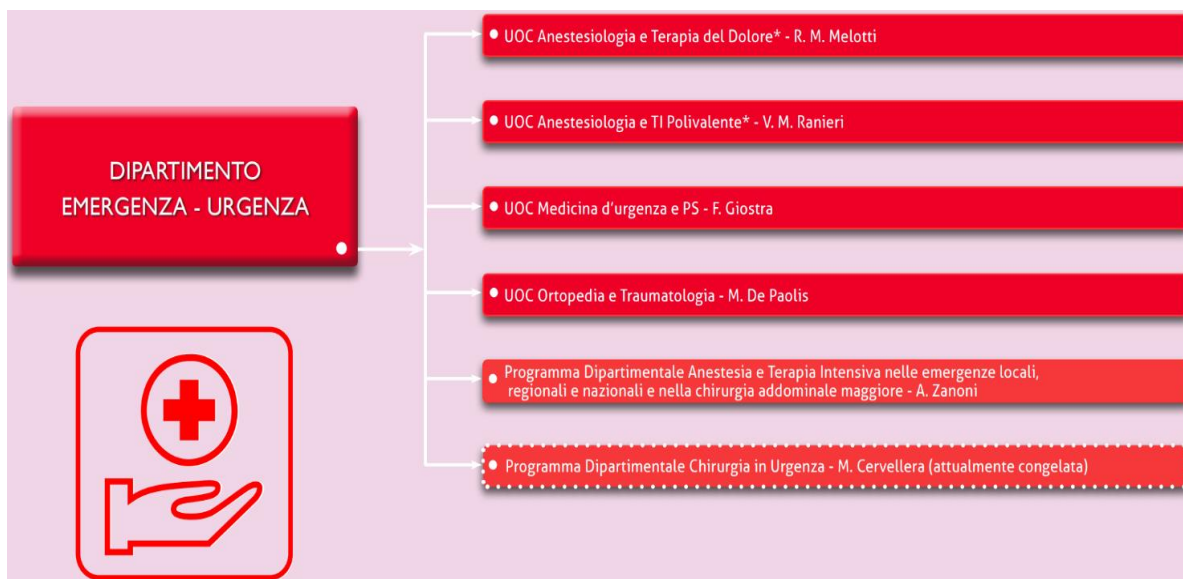 DIPARTIMENTO
EMERGENZA - URGENZA
UOC Anestesiologia e Terapia del Dolore* - R. M. Melotti
UOC Anestesiologia e TI Polivalente* - V. M. Ranieri
UOC Medicina d'urgenza e PS - F. Giostra
UOC Ortopedia e Traumatologia - M. De Paolis
Programma Dipartimentale Anestesia e Terapia Intensiva nelle emergenze locali,
regionali e nazionali e nella chirurgia addominale maggiore - A. Zanoni
Programma Dipartimentale Chirurgia in Urgenza - M. Cervellera (attualmente congelata)